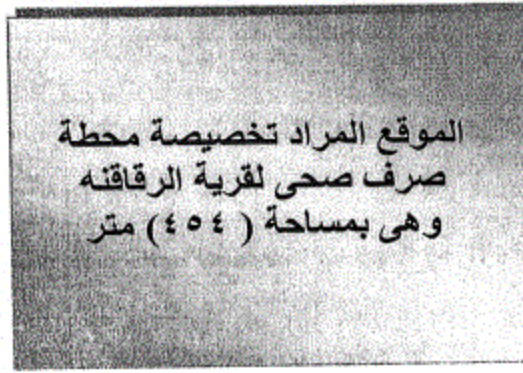 الموقع المراد تخصيصة محطة
صرف صحى لقرية الرقاقنه
وهى بمساحة ( ٤٥٤ ) متر